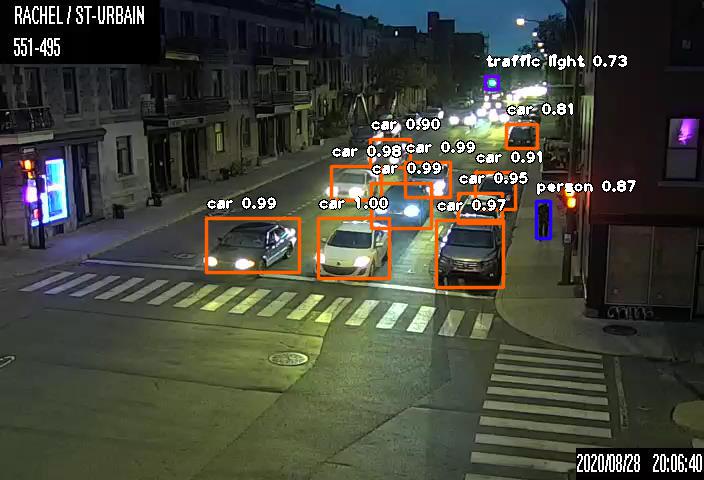 RACHEL / ST-URBAIN
551-495
traffic light 0.73
car 0.81
car 0.90
car 0.98
car 0.99
car 0.91
car 0.99
car 0.95
person 0.87
car 0.99
car 1.00
car 0.97
2020/08/28 20:06:40